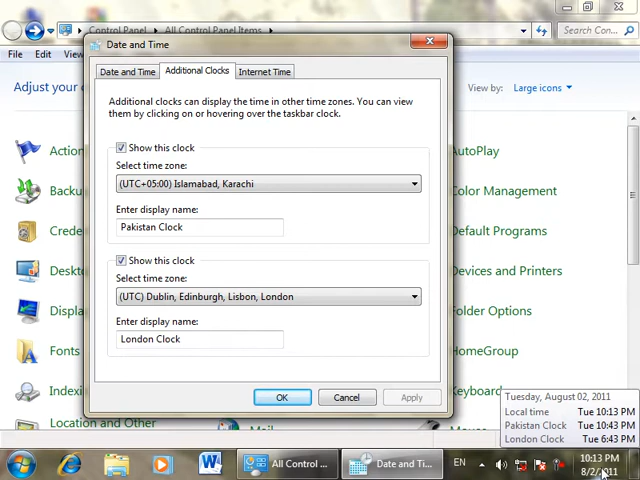 Control Panel ▸ All Control Panel Items ▸
Search Con...
File Edit View
Date and Time
Date and Time Additional Clocks Internet Time
Adjust your
View by: Large icons
Additional clocks can display the time in other time zones. You can view
them by clicking on or hovering over the taskbar clock.
Show this clock
Select time zone:
(UTC+05:00) Islamabad, Karachi
Enter display name:
Pakistan Clock
Show this clock
Select time zone:
(UTC) Dublin, Edinburgh, Lisbon, London
Enter display name:
London Clock
OK Cancel Apply
Action
Backu
Crede
Deskto
Display
Fonts
Indexin
Location and Other
Mail
AutoPlay
Color Management
Default Programs
Devices and Printers
Folder Options
HomeGroup
Keyboard
Mouse
Tuesday, August 02, 2011
Local time Tue 10:13 PM
Pakistan Clock Tue 10:43 PM
London Clock Tue 6:43 PM
All Control ...
Date and Ti...
EN
10:13 PM
8/2/2011